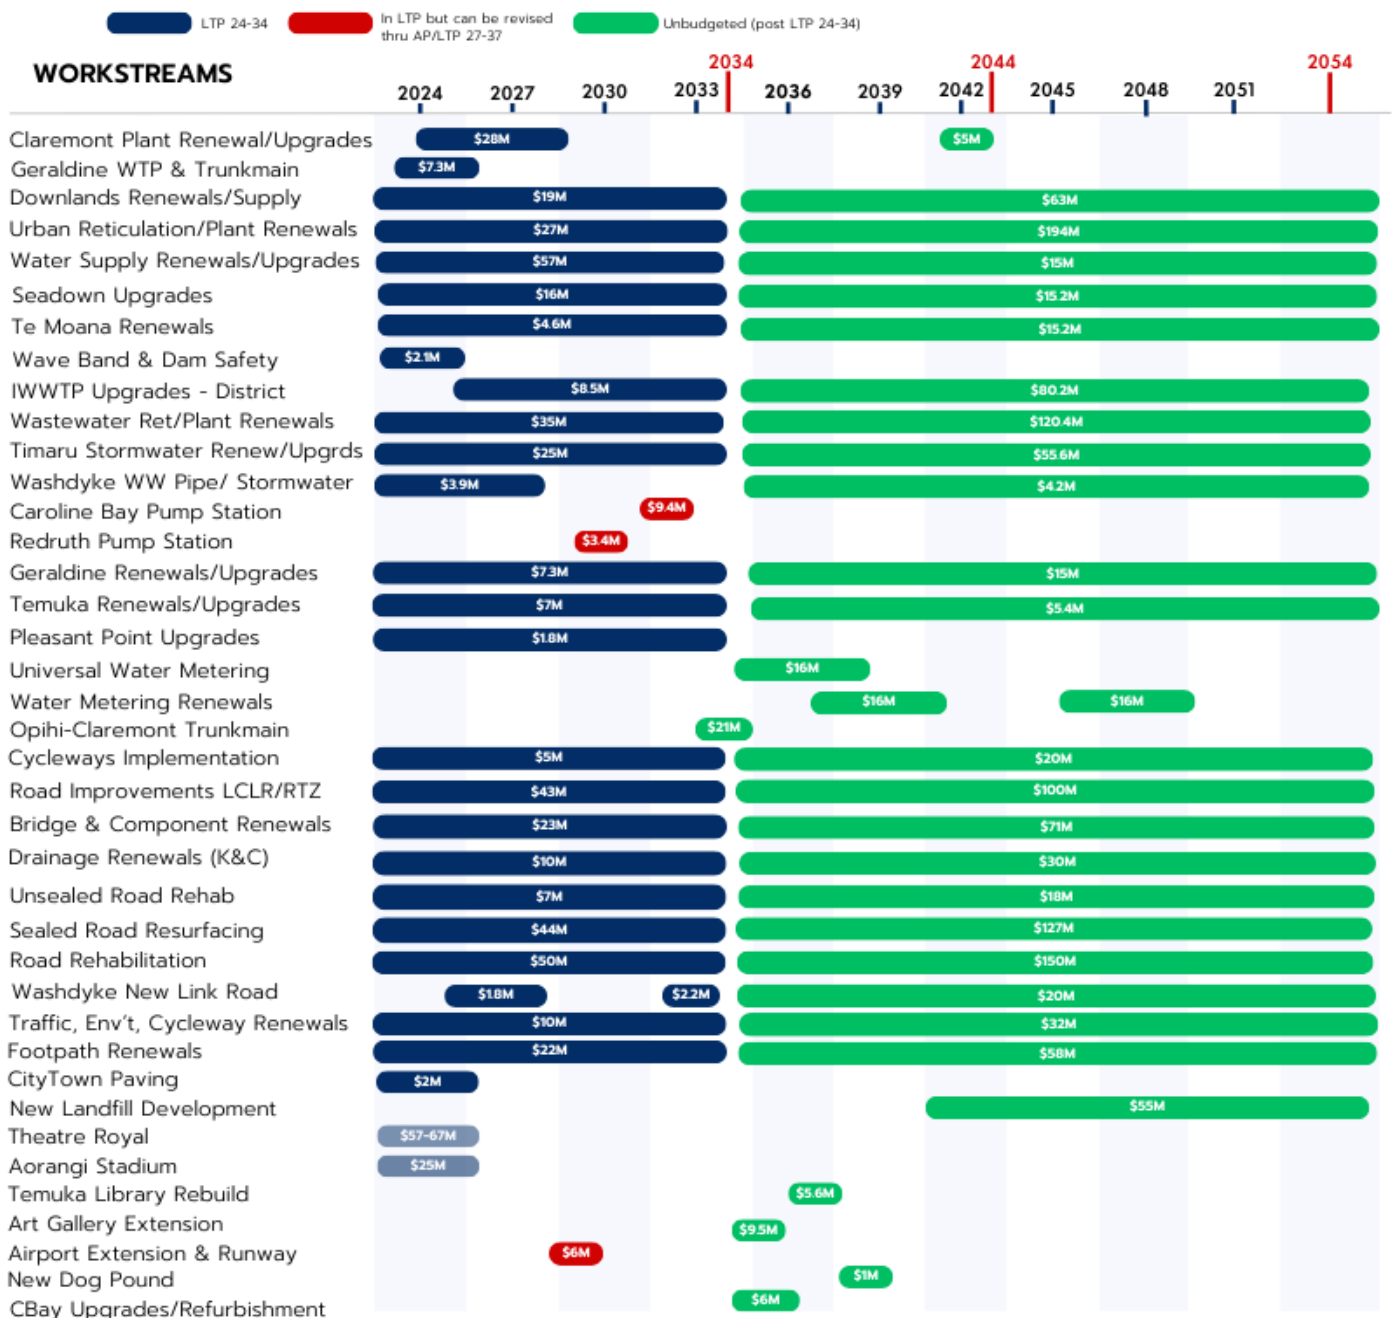 LTP 24-34
In LTP but can be revised
thru AP/LTP 27-37
Unbudgeted (post LTP 24-34)
WORKSTREAMS
2034 2044 2054
2024 2027 2030 2033 2036 2039 2042 2045 2048 2051
Claremont Plant Renewal/Upgrades $28M $5M
Geraldine WTP & Trunkmain $7.3M
Downlands Renewals/Supply $19M $63M
Urban Reticulation/Plant Renewals $27M $194M
Water Supply Renewals/Upgrades $57M $15M
Seadown Upgrades $16M $15.2M
Te Moana Renewals $4.6M $15.2M
Wave Band & Dam Safety $2.1M
IWWTP Upgrades - District $8.5M $80.2M
Wastewater Ret/Plant Renewals $35M $120.4M
Timaru Stormwater Renew/Upgrds $25M $55.6M
Washdyke WW Pipe/ Stormwater $3.9M $4.2M
Caroline Bay Pump Station $9.4M
Redruth Pump Station $3.4M
Geraldine Renewals/Upgrades $7.3M $15M
Temuka Renewals/Upgrades $7M $5.4M
Pleasant Point Upgrades $1.8M
Universal Water Metering $16M
Water Metering Renewals $16M $16M
Opihi-Claremont Trunkmain $21M
Cycleways Implementation $5M $20M
Road Improvements LCLR/RTZ $43M $100M
Bridge & Component Renewals $23M $71M
Drainage Renewals (K&C) $10M $30M
Unsealed Road Rehab $7M $18M
Sealed Road Resurfacing $44M $127M
Road Rehabilitation $50M $150M
Washdyke New Link Road $1.8M $2.2M $20M
Traffic, Env't, Cycleway Renewals $10M $32M
Footpath Renewals $22M $58M
CityTown Paving $2M
New Landfill Development $55M
Theatre Royal $57-67M
Aorangi Stadium $25M
Temuka Library Rebuild $5.6M
Art Gallery Extension $9.5M
Airport Extension & Runway $6M
New Dog Pound $1M
CBay Upgrades/Refurbishment $6M